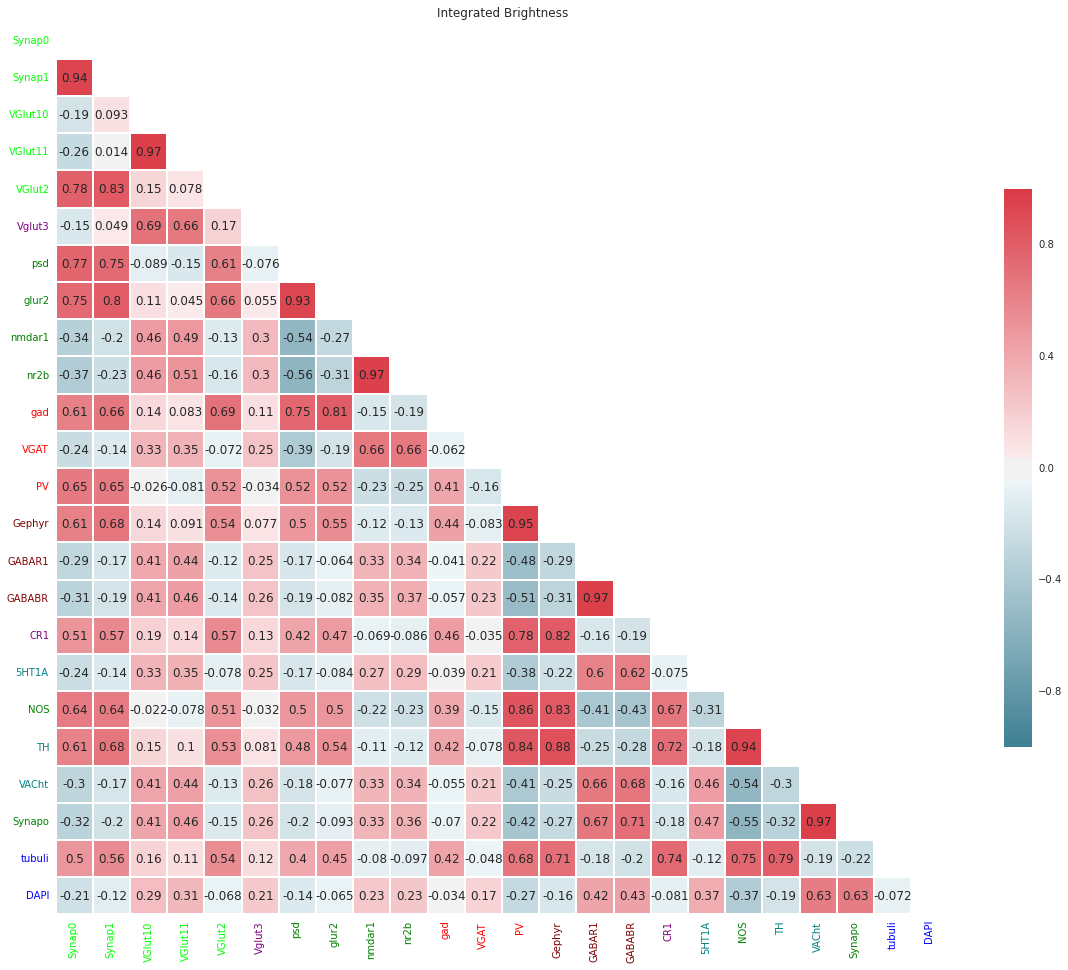 Integrated Brightness
Synap0
Synap1 0.94
VGlut10 -0.19 0.093
VGlut11 -0.26 0.014 0.97
VGlut2 0.78 0.83 0.15 0.078
Vglut3 -0.15 0.049 0.69 0.66 0.17
psd 0.77 0.75 -0.089 -0.15 0.61 -0.076
glur2 0.75 0.8 0.11 0.045 0.66 0.055 0.93
nmdar1 -0.34 -0.2 0.46 0.49 -0.13 0.3 -0.54 -0.27
nr2b -0.37 -0.23 0.46 0.51 -0.16 0.3 -0.56 -0.31 0.97
gad 0.61 0.66 0.14 0.083 0.69 0.11 0.75 0.81 -0.15 -0.19
VGAT -0.24 -0.14 0.33 0.35 -0.072 0.25 -0.39 -0.19 0.66 0.66 -0.062
PV 0.65 0.65 -0.026 -0.081 0.52 -0.034 0.52 0.52 -0.23 -0.25 0.41 -0.16
Gephyr 0.61 0.68 0.14 0.091 0.54 0.077 0.5 0.55 -0.12 -0.13 0.44 -0.083 0.95
GABAR1 -0.29 -0.17 0.41 0.44 -0.12 0.25 -0.17 -0.064 0.33 0.34 -0.041 0.22 -0.48 -0.29
GABABR -0.31 -0.19 0.41 0.46 -0.14 0.26 -0.19 -0.082 0.35 0.37 -0.057 0.23 -0.51 -0.31 0.97
CR1 0.51 0.57 0.19 0.14 0.57 0.13 0.42 0.47 -0.069 -0.086 0.46 -0.035 0.78 0.82 -0.16 -0.19
5HT1A -0.24 -0.14 0.33 0.35 -0.078 0.25 -0.17 -0.084 0.27 0.29 -0.039 0.21 -0.38 -0.22 0.6 0.62 -0.075
NOS 0.64 0.64 -0.022 -0.078 0.51 -0.032 0.5 0.5 -0.22 -0.23 0.39 -0.15 0.86 0.83 -0.41 -0.43 0.67 -0.31
TH 0.61 0.68 0.15 0.1 0.53 0.081 0.48 0.54 -0.11 -0.12 0.42 -0.078 0.84 0.88 -0.25 -0.28 0.72 -0.18 0.94
VACht -0.3 -0.17 0.41 0.44 -0.13 0.26 -0.18 -0.077 0.33 0.34 -0.055 0.21 -0.41 -0.25 0.66 0.68 -0.16 0.46 -0.54 -0.3
Synapo -0.32 -0.2 0.41 0.46 -0.15 0.26 -0.2 -0.093 0.33 0.36 -0.07 0.22 -0.42 -0.27 0.67 0.71 -0.18 0.47 -0.55 -0.32 0.97
tubuli 0.5 0.56 0.16 0.11 0.54 0.12 0.4 0.45 -0.08 -0.097 0.42 -0.048 0.68 0.71 -0.18 -0.2 0.74 -0.12 0.75 0.79 -0.19 -0.22
DAPI -0.21 -0.12 0.29 0.31 -0.068 0.21 -0.14 -0.065 0.23 0.23 -0.034 0.17 -0.27 -0.16 0.42 0.43 -0.081 0.37 -0.37 -0.19 0.63 0.63 -0.072
Synap0 Synap1 VGlut10 VGlut11 VGlut2 Vglut3 psd glur2 nmdar1 nr2b gad VGAT PV Gephyr GABAR1 GABABR CR1 5HT1A NOS TH VACht Synapo tubuli DAPI
0.8
0.4
0.0
−0.4
−0.8